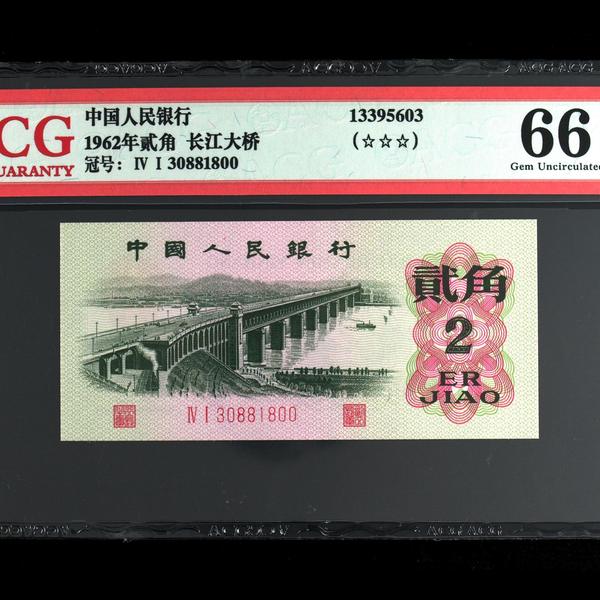 CG
UARANTY
中国人民银行
1962年贰角 长江大桥
冠号: Ⅳ Ⅰ 30881800
13395603
(☆☆☆)
66
Gem Uncirculated
中國人民銀行
貳角
2
ER
JIAO
Ⅳ Ⅰ 30881800